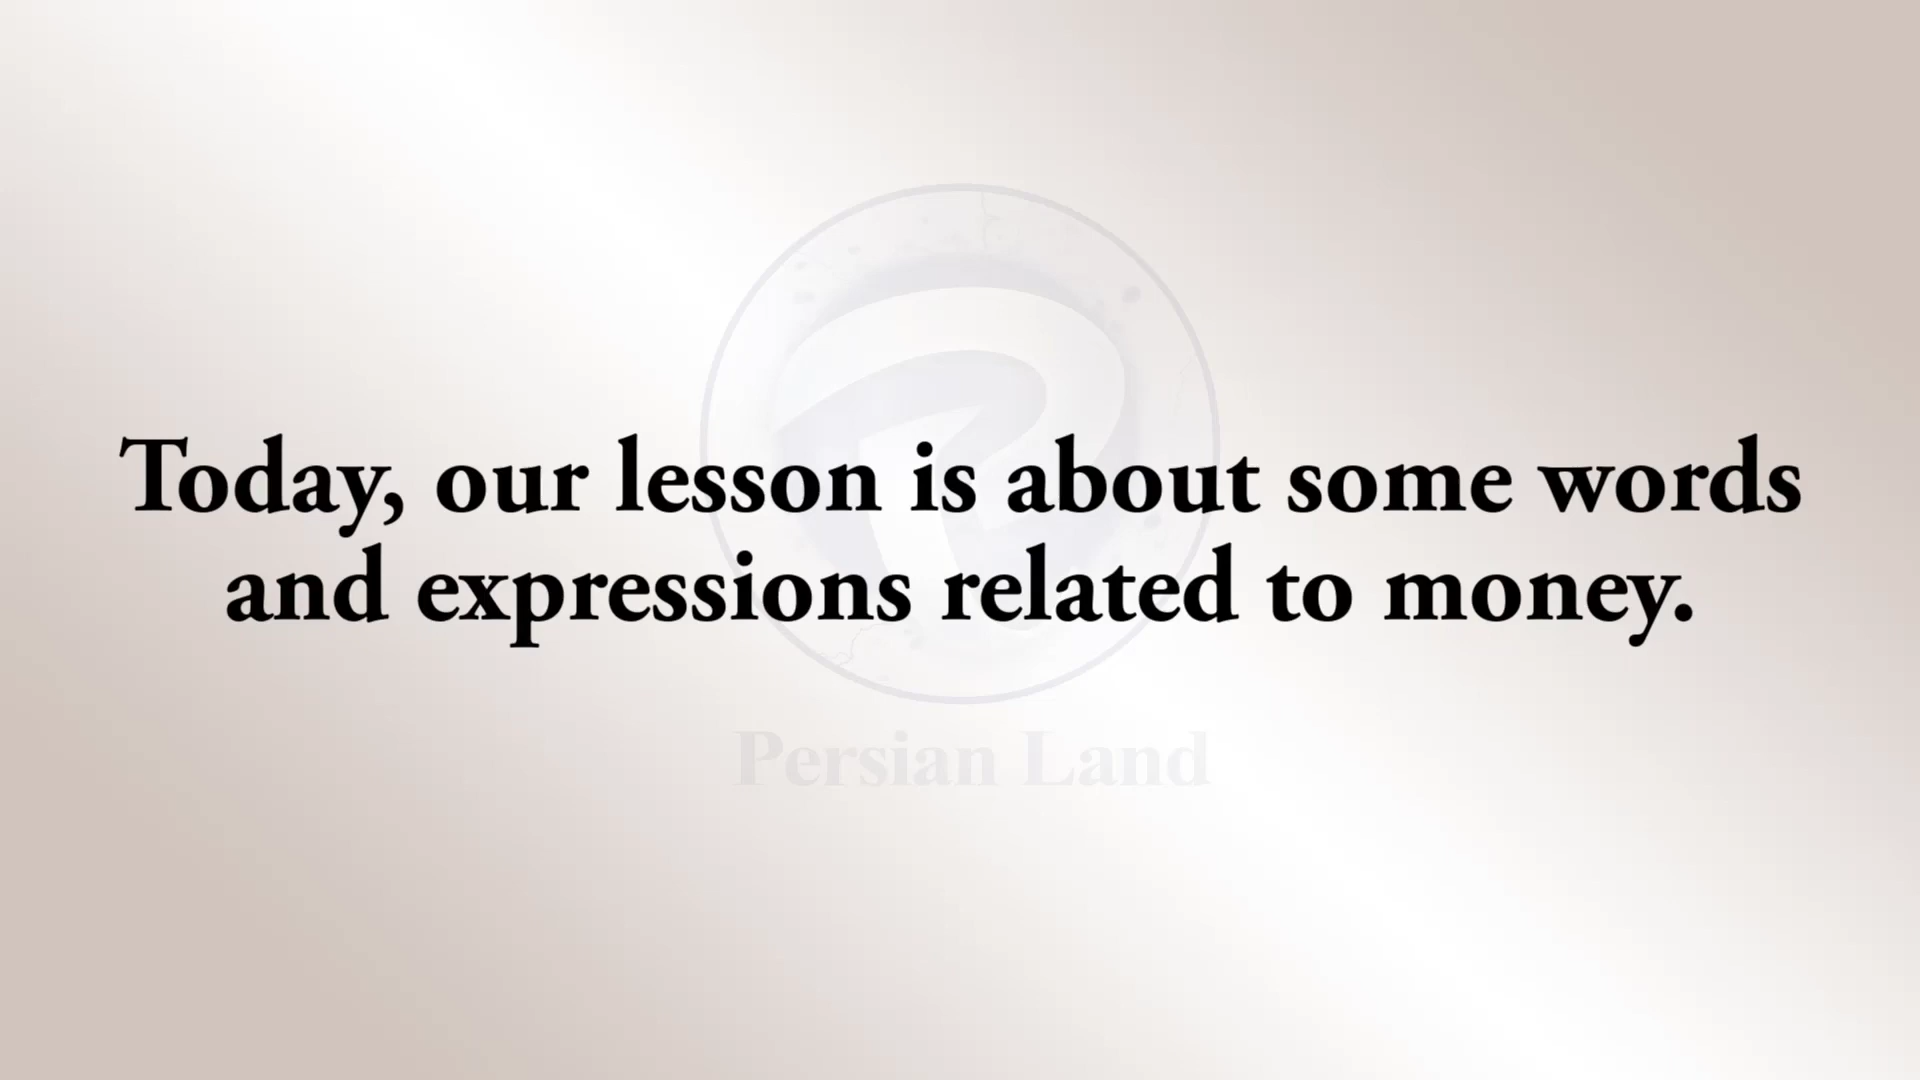 Today, our lesson is about some words
and expressions related to money.
Persian Land